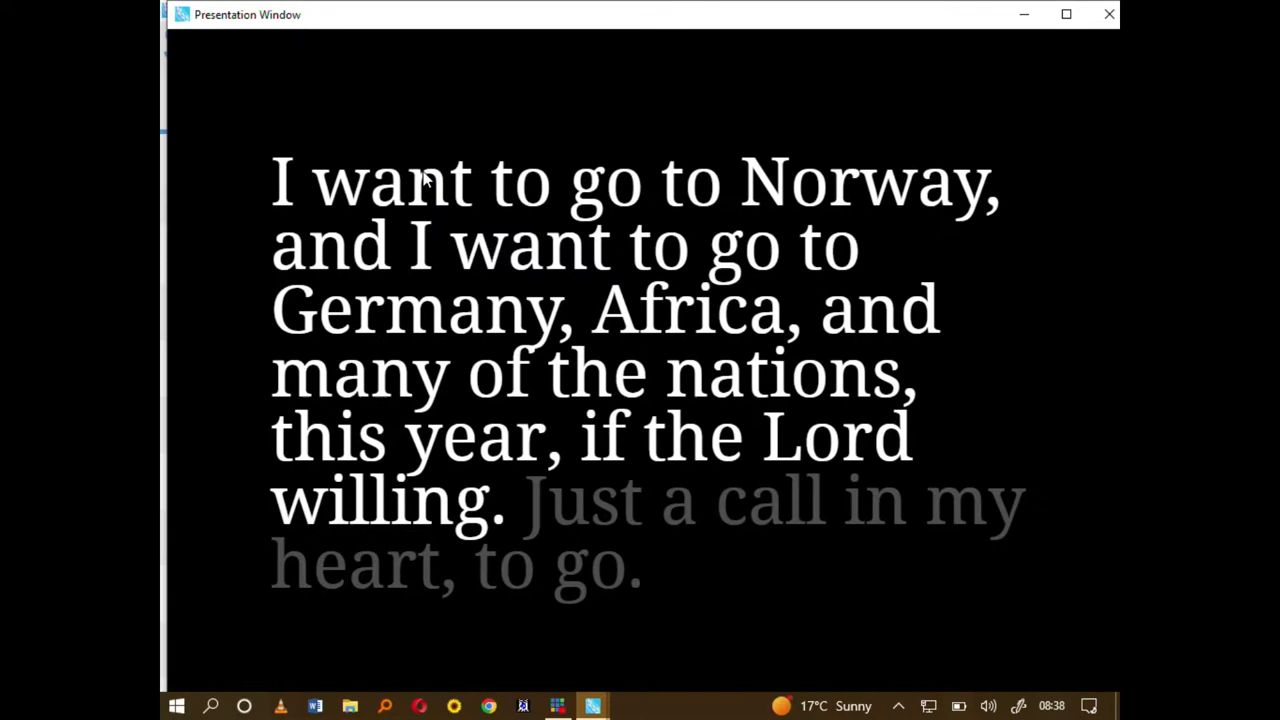 Presentation Window
I want to go to Norway,
and I want to go to
Germany, Africa, and
many of the nations,
this year, if the Lord
willing. Just a call in my
heart, to go.
17°C Sunny
08:38